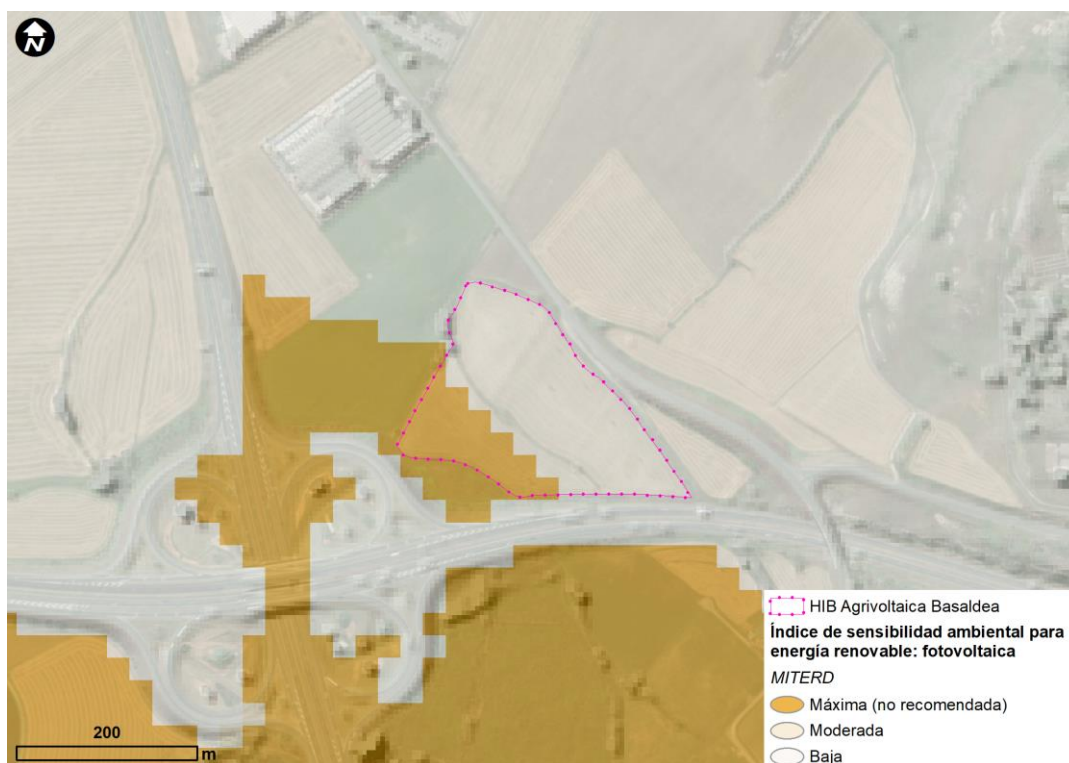 N
HIB Agrivoltaica Basaldea
Índice de sensibilidad ambiental para
energía renovable: fotovoltaica
MITERD
Máxima (no recomendada)
Moderada
Baja
200
m